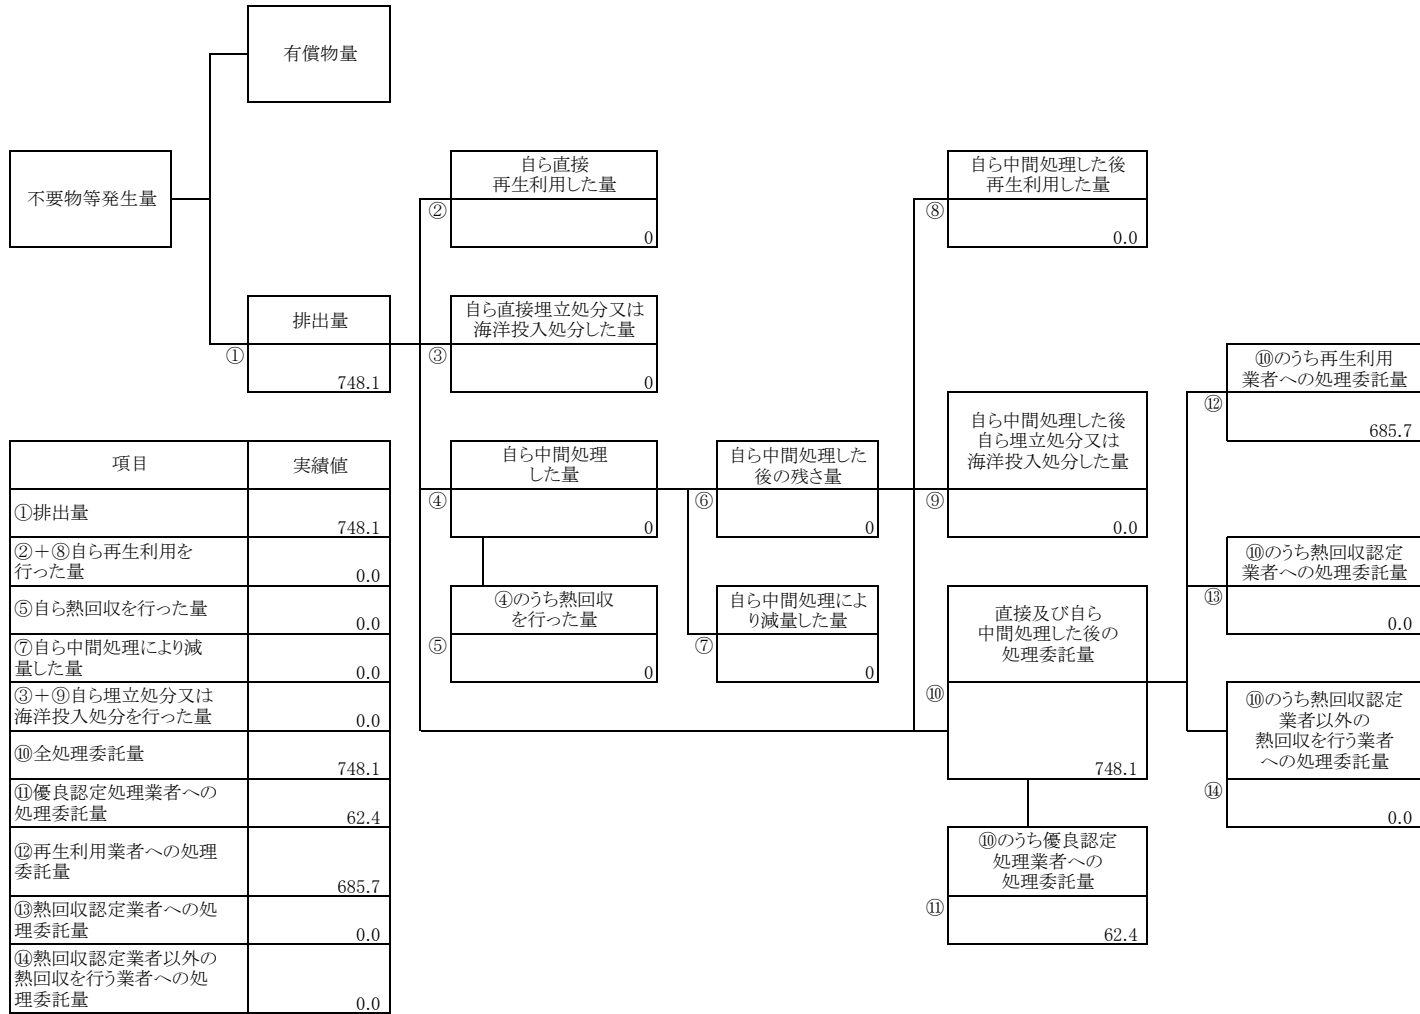 有償物量
不要物等発生量
排出量
①
748.1
自ら直接
再生利用した量
②
0
自ら直接埋立処分又は
海洋投入処分した量
③
0
自ら中間処理
した量
④
0
④のうち熱回収
を行った量
⑤
0
自ら中間処理した
後の残さ量
⑥
0
自ら中間処理によ
り減量した量
⑦
0
自ら中間処理した後
再生利用した量
⑧
0.0
自ら中間処理した後
自ら埋立処分又は
海洋投入処分した量
⑨
0.0
直接及び自ら
中間処理した後の
処理委託量
⑩
748.1
⑩のうち優良認定
処理業者への
処理委託量
⑪
62.4
⑩のうち再生利用
業者への処理委託量
⑫
685.7
⑩のうち熱回収認定
業者への処理委託量
⑬
0.0
⑩のうち熱回収認定
業者以外の
熱回収を行う業者
への処理委託量
⑭
0.0
項目 実績値
①排出量
748.1
②＋⑧自ら再生利用を
行った量 0.0
⑤自ら熱回収を行った量
0.0
⑦自ら中間処理により減
量した量 0.0
③＋⑨自ら埋立処分又は
海洋投入処分を行った量 0.0
⑩全処理委託量
748.1
⑪優良認定処理業者への
処理委託量 62.4
⑫再生利用業者への処理
委託量
685.7
⑬熱回収認定業者への処
理委託量 0.0
⑭熱回収認定業者以外の
熱回収を行う業者への処
理委託量 0.0